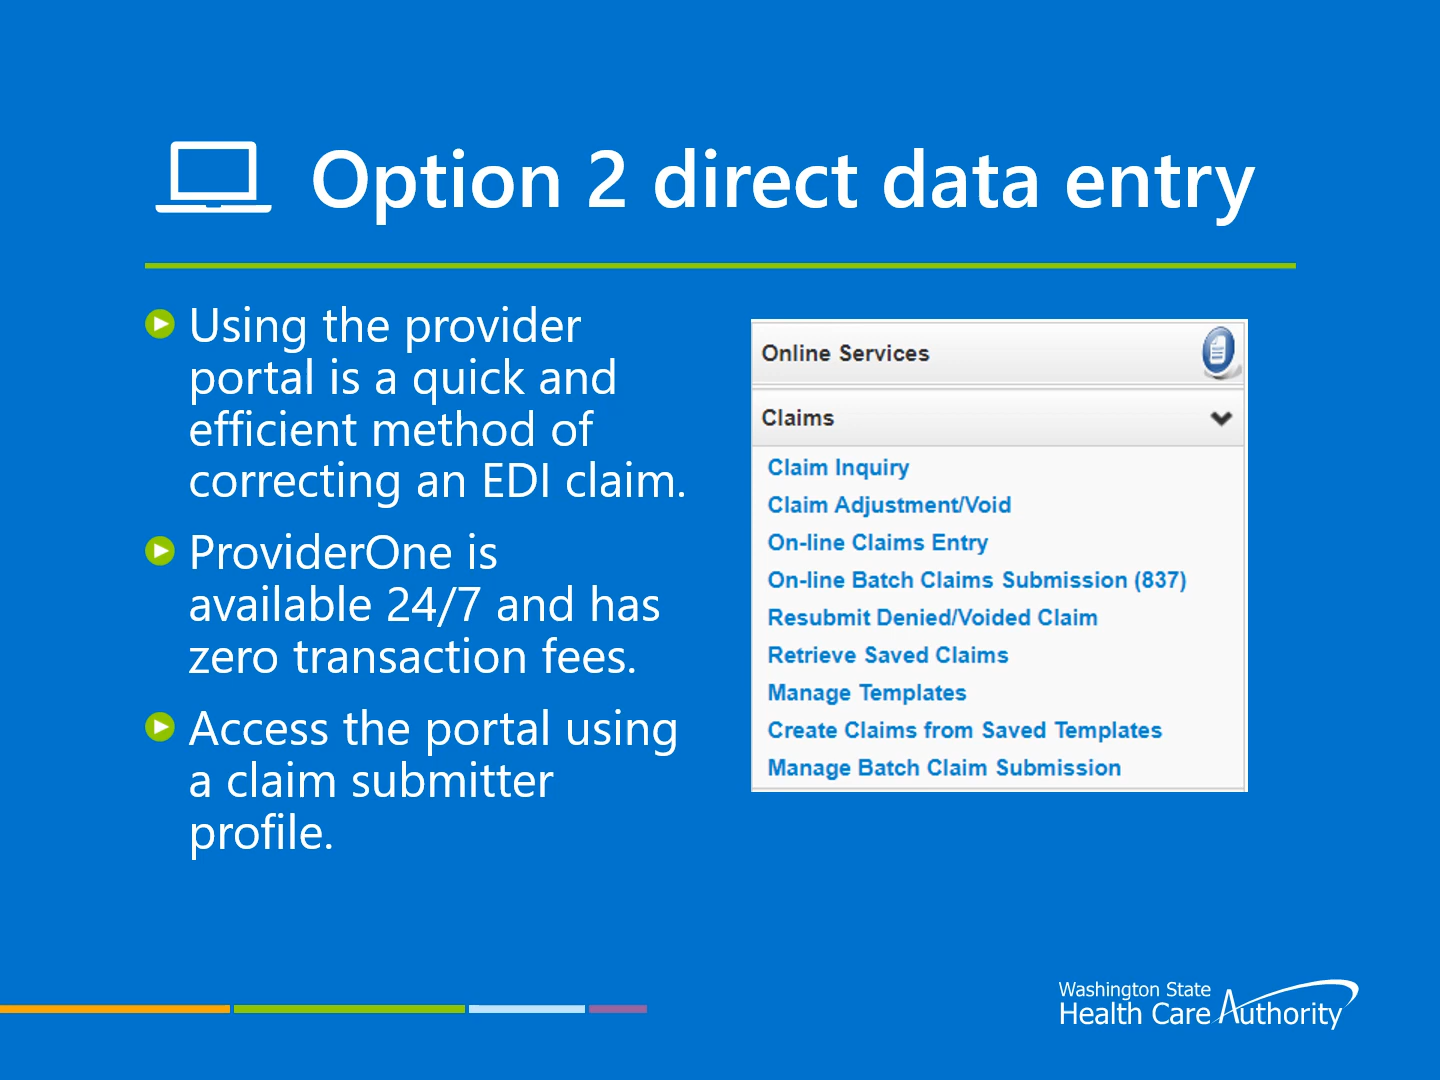 Option 2 direct data entry
Using the provider
portal is a quick and
efficient method of
correcting an EDI claim.
ProviderOne is
available 24/7 and has
zero transaction fees.
Access the portal using
a claim submitter
profile.
Online Services
Claims
Claim Inquiry
Claim Adjustment/Void
On-line Claims Entry
On-line Batch Claims Submission (837)
Resubmit Denied/Voided Claim
Retrieve Saved Claims
Manage Templates
Create Claims from Saved Templates
Manage Batch Claim Submission
Washington State
Health Care Authority